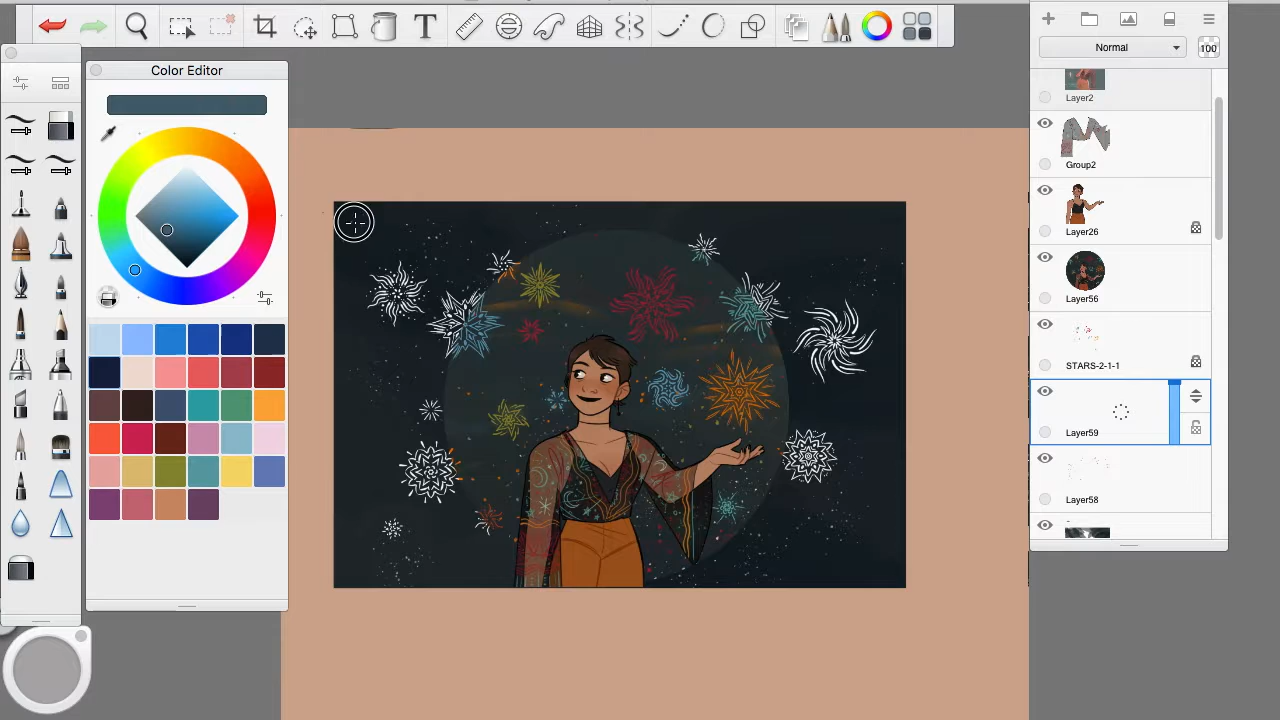 T
Color Editor
Normal
100
Layer2
Group2
Layer26
Layer56
STARS-2-1-1
Layer59
Layer58